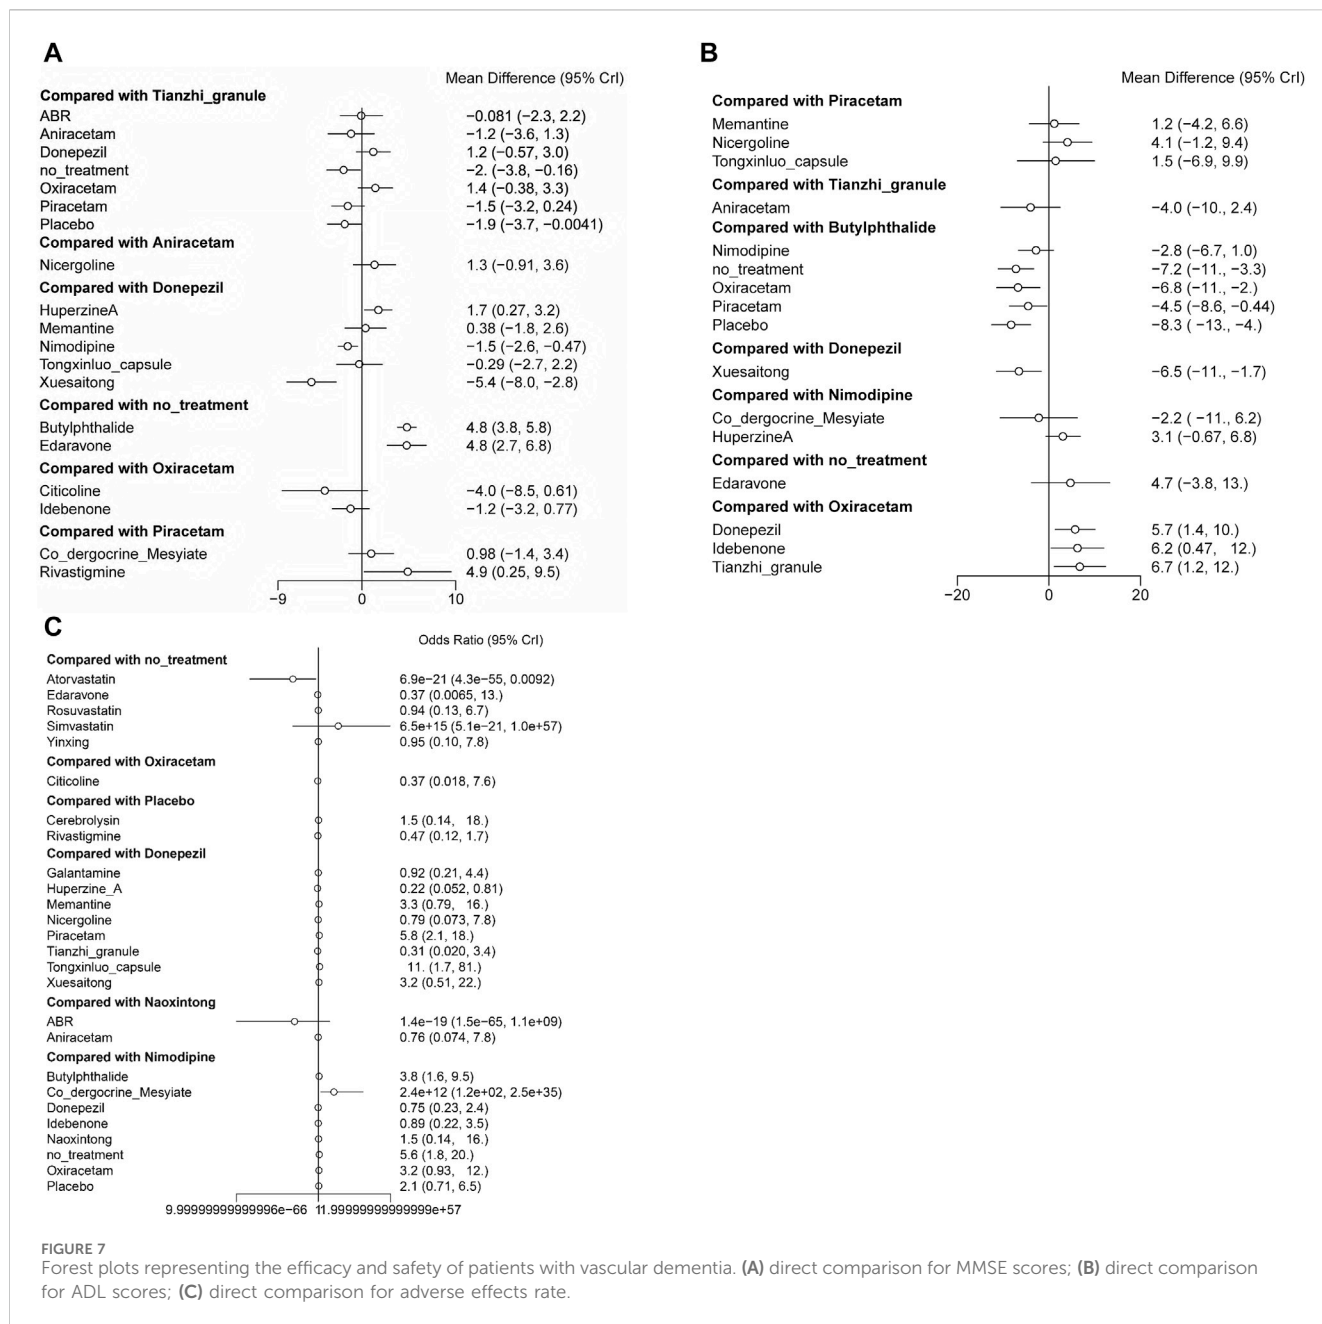 A
Mean Difference (95% CrI)
Compared with Tianzhi_granule
ABR −0.081 (−2.3, 2.2)
Aniracetam −1.2 (−3.6, 1.3)
Donepezil 1.2 (−0.57, 3.0)
no_treatment −2. (−3.8, −0.16)
Oxiracetam 1.4 (−0.38, 3.3)
Piracetam −1.5 (−3.2, 0.24)
Placebo −1.9 (−3.7, −0.0041)
Compared with Aniracetam
Nicergoline 1.3 (−0.91, 3.6)
Compared with Donepezil
HuperzineA 1.7 (0.27, 3.2)
Memantine 0.38 (−1.8, 2.6)
Nimodipine −1.5 (−2.6, −0.47)
Tongxinluo_capsule −0.29 (−2.7, 2.2)
Xuesaitong −5.4 (−8.0, −2.8)
Compared with no_treatment
Butylphthalide 4.8 (3.8, 5.8)
Edaravone 4.8 (2.7, 6.8)
Compared with Oxiracetam
Citicoline −4.0 (−8.5, 0.61)
Idebenone −1.2 (−3.2, 0.77)
Compared with Piracetam
Co_dergocrine_Mesyiate 0.98 (−1.4, 3.4)
Rivastigmine 4.9 (0.25, 9.5)
−9 0 10
B
Mean Difference (95% CrI)
Compared with Piracetam
Memantine 1.2 (−4.2, 6.6)
Nicergoline 4.1 (−1.2, 9.4)
Tongxinluo_capsule 1.5 (−6.9, 9.9)
Compared with Tianzhi_granule
Aniracetam −4.0 (−10., 2.4)
Compared with Butylphthalide
Nimodipine −2.8 (−6.7, 1.0)
no_treatment −7.2 (−11., −3.3)
Oxiracetam −6.8 (−11., −2.)
Piracetam −4.5 (−8.6, −0.44)
Placebo −8.3 ( −13., −4.)
Compared with Donepezil
Xuesaitong −6.5 (−11., −1.7)
Compared with Nimodipine
Co_dergocrine_Mesyiate −2.2 ( −11., 6.2)
HuperzineA 3.1 (−0.67, 6.8)
Compared with no_treatment
Edaravone 4.7 (−3.8, 13.)
Compared with Oxiracetam
Donepezil 5.7 (1.4, 10.)
Idebenone 6.2 (0.47, 12.)
Tianzhi_granule 6.7 (1.2, 12.)
−20 0 20
C
Odds Ratio (95% CrI)
Compared with no_treatment
Atorvastatin 6.9e−21 (4.3e−55, 0.0092)
Edaravone 0.37 (0.0065, 13.)
Rosuvastatin 0.94 (0.13, 6.7)
Simvastatin 6.5e+15 (5.1e−21, 1.0e+57)
Yinxing 0.95 (0.10, 7.8)
Compared with Oxiracetam
Citicoline 0.37 (0.018, 7.6)
Compared with Placebo
Cerebrolysin 1.5 (0.14, 18.)
Rivastigmine 0.47 (0.12, 1.7)
Compared with Donepezil
Galantamine 0.92 (0.21, 4.4)
Huperzine_A 0.22 (0.052, 0.81)
Memantine 3.3 (0.79, 16.)
Nicergoline 0.79 (0.073, 7.8)
Piracetam 5.8 (2.1, 18.)
Tianzhi_granule 0.31 (0.020, 3.4)
Tongxinluo_capsule 11. (1.7, 81.)
Xuesaitong 3.2 (0.51, 22.)
Compared with Naoxintong
ABR 1.4e−19 (1.5e−65, 1.1e+09)
Aniracetam 0.76 (0.074, 7.8)
Compared with Nimodipine
Butylphthalide 3.8 (1.6, 9.5)
Co_dergocrine_Mesyiate 2.4e+12 (1.2e+02, 2.5e+35)
Donepezil 0.75 (0.23, 2.4)
Idebenone 0.89 (0.22, 3.5)
Naoxintong 1.5 (0.14, 16.)
no_treatment 5.6 (1.8, 20.)
Oxiracetam 3.2 (0.93, 12.)
Placebo 2.1 (0.71, 6.5)
9.99999999999996e−66 11.99999999999999e+57
FIGURE 7
Forest plots representing the efficacy and safety of patients with vascular dementia. (A) direct comparison for MMSE scores; (B) direct comparison
for ADL scores; (C) direct comparison for adverse effects rate.